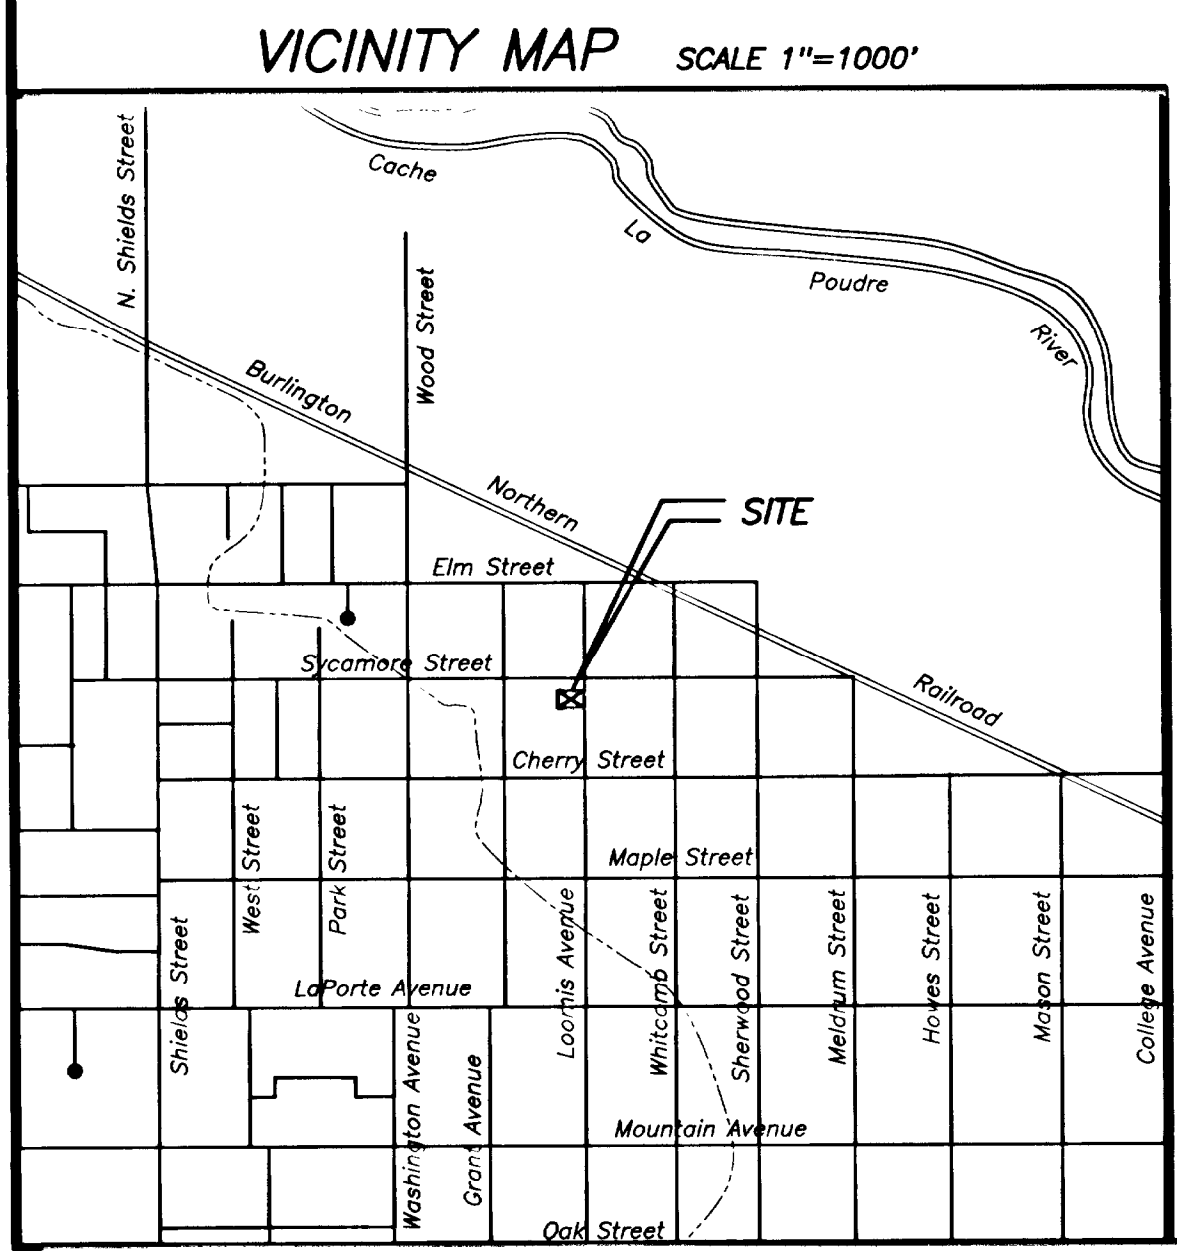 VICINITY MAP SCALE 1"=1000'
N. Shields Street
Cache
La
Poudre
River
Wood Street
Burlington
Northern
SITE
Elm Street
Sycamore Street
Railroad
Cherry Street
West Street
Park Street
Maple Street
Shields Street
LaPorte Avenue
Loomis Avenue
Whitcomb Street
Sherwood Street
Meldrum Street
Howes Street
Mason Street
College Avenue
Washington Avenue
Grant Avenue
Mountain Avenue
Oak Street